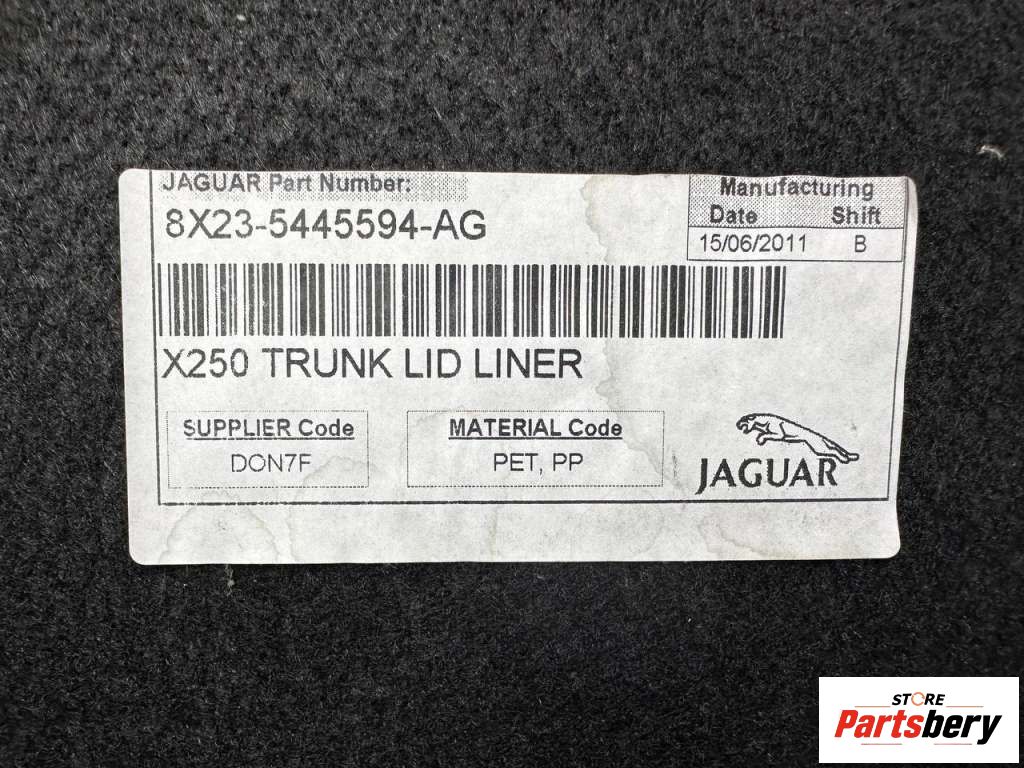 JAGUAR Part Number:
8X23-5445594-AG
Manufacturing
Date Shift
15/06/2011 B
X250 TRUNK LID LINER
SUPPLIER Code
DON7F
MATERIAL Code
PET, PP
JAGUAR
STORE
Partsbery